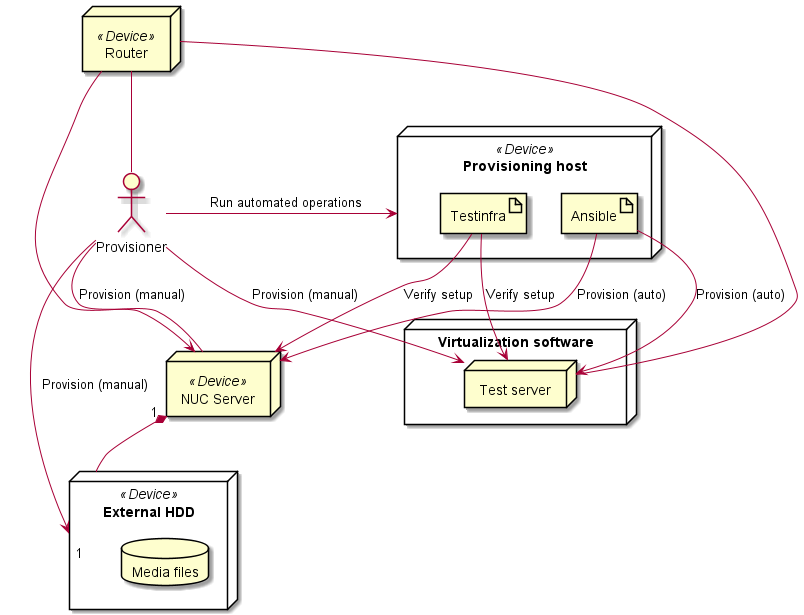 «Device»
Router
«Device»
Provisioning host
Testinfra
Ansible
Run automated operations
Provisioner
Provision (manual)
Provision (manual)
Verify setup
Verify setup
Provision (auto)
Provision (auto)
Virtualization software
Test server
«Device»
NUC Server
Provision (manual)
1
«Device»
External HDD
1
Media files